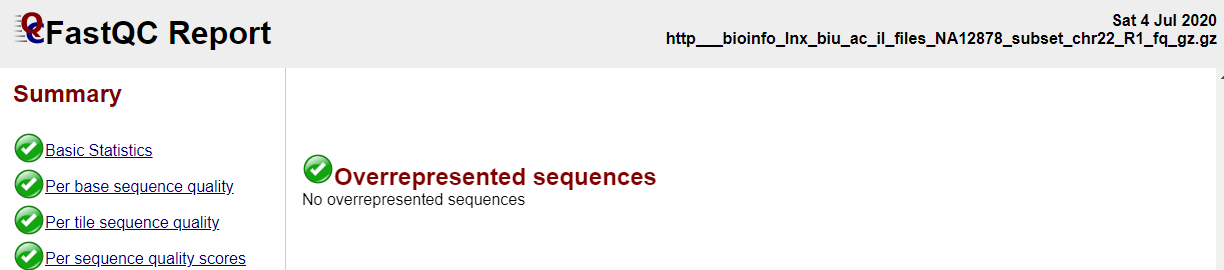 FastQC Report
Sat 4 Jul 2020
http___bioinfo_lnx_biu_ac_il_files_NA12878_subset_chr22_R1_fq_gz.gz
Summary
Basic Statistics
Per base sequence quality
Per tile sequence quality
Per sequence quality scores
Overrepresented sequences
No overrepresented sequences